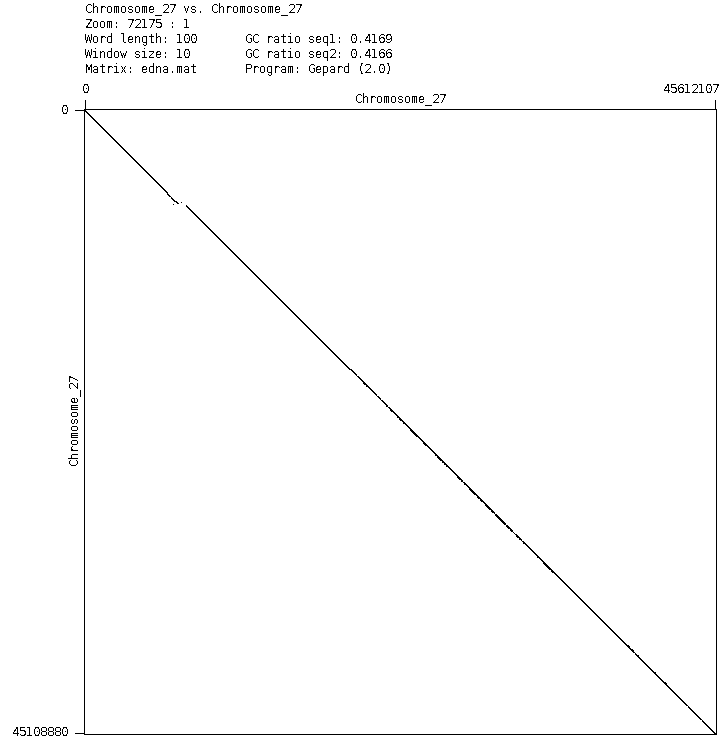 Chromosome_27 vs. Chromosome_27
Zoom: 72175 : 1
Word length: 100 GC ratio seq1: 0.4169
Window size: 10 GC ratio seq2: 0.4166
Matrix: edna.mat Program: Gepard (2.0)
0 45612107
Chromosome_27
0
Chromosome_27
45108880